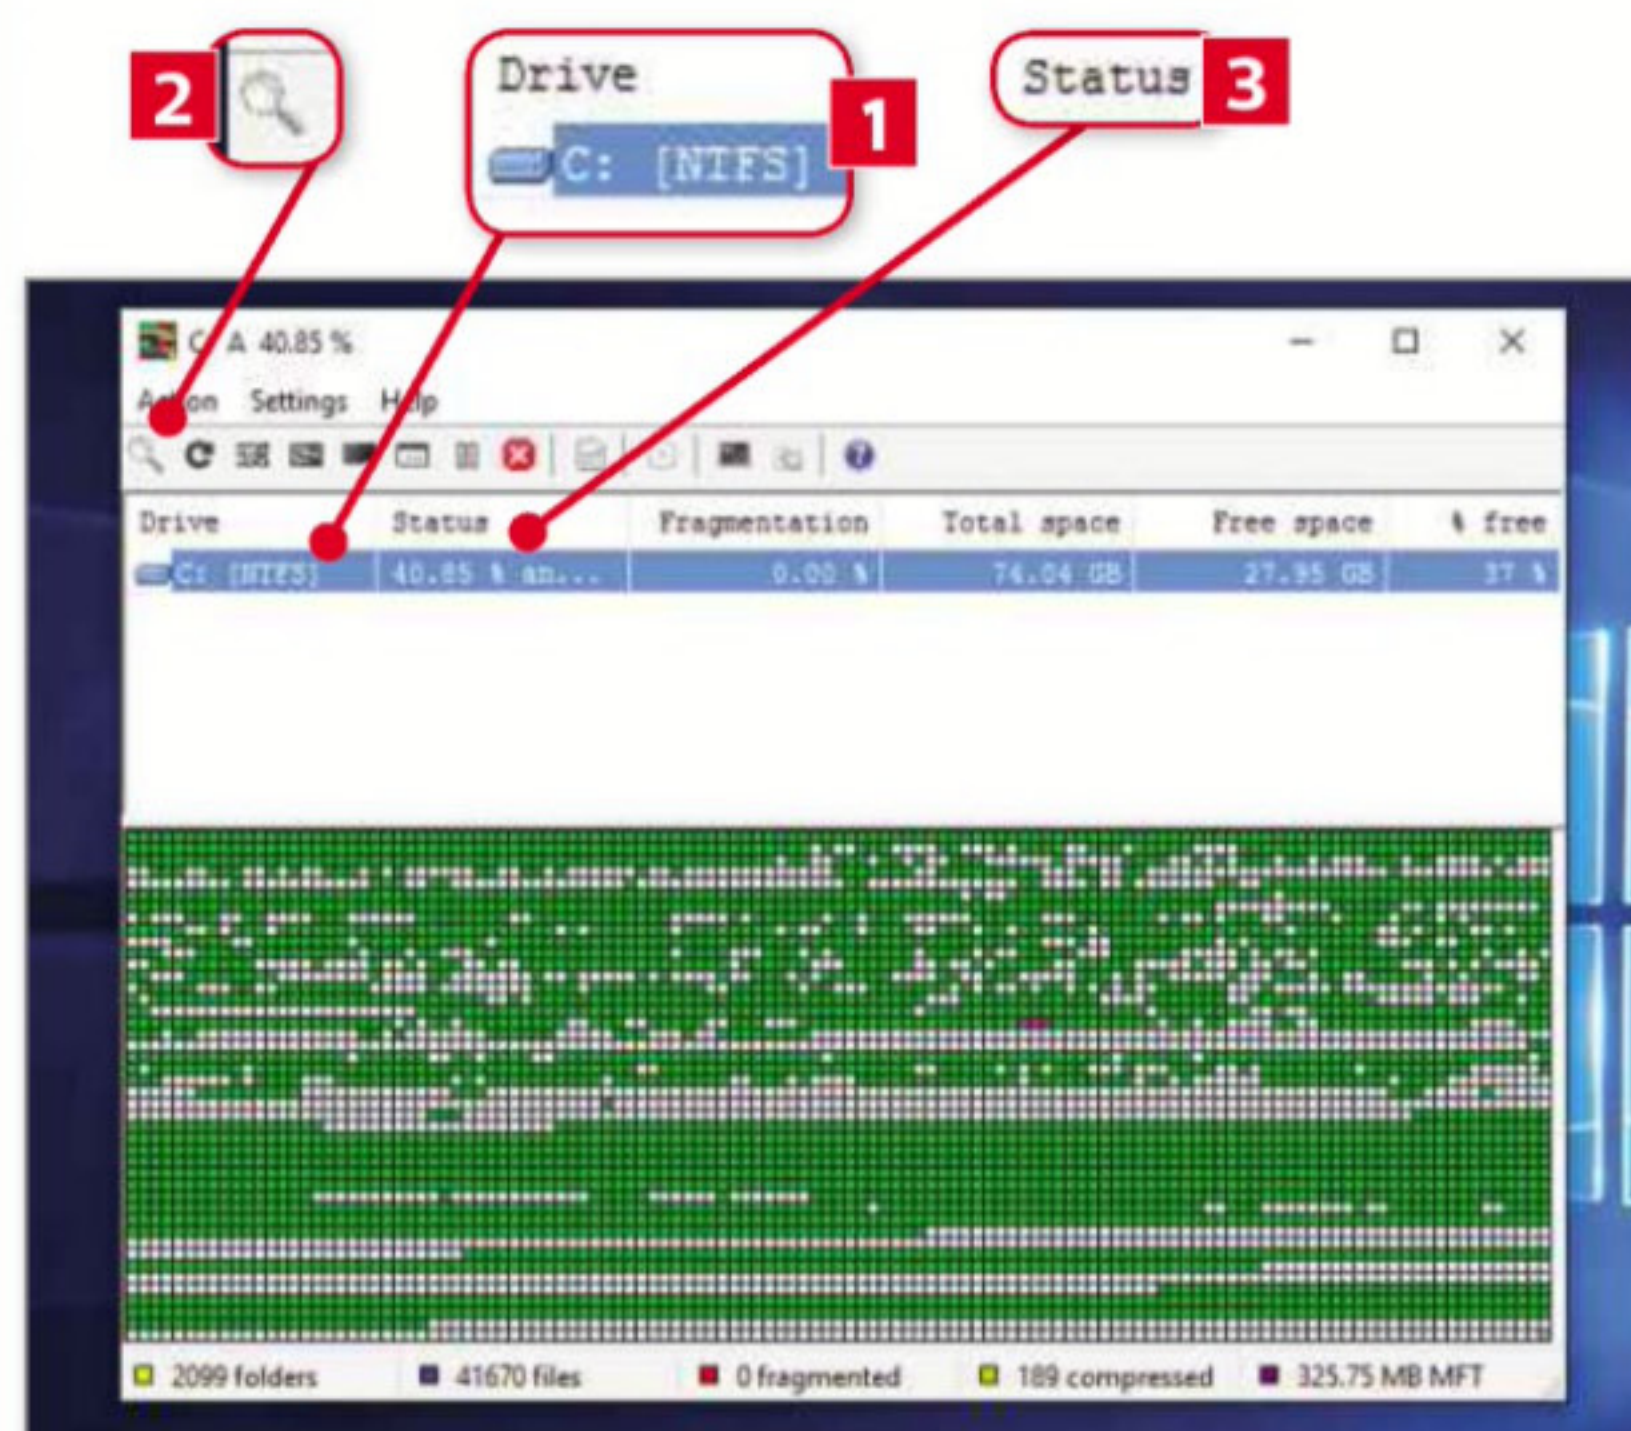 2
Drive
1
C: [NTFS]
Status
3
A 40.85 %
Settings
Drive Status Fragmentation Total space Free space % free
C: [NTFS] 40.85 % an... 0.00 % 74.04 GB 27.95 GB 37 %
2099 folders 41670 files 0 fragmented 189 compressed 325.75 MB MFT